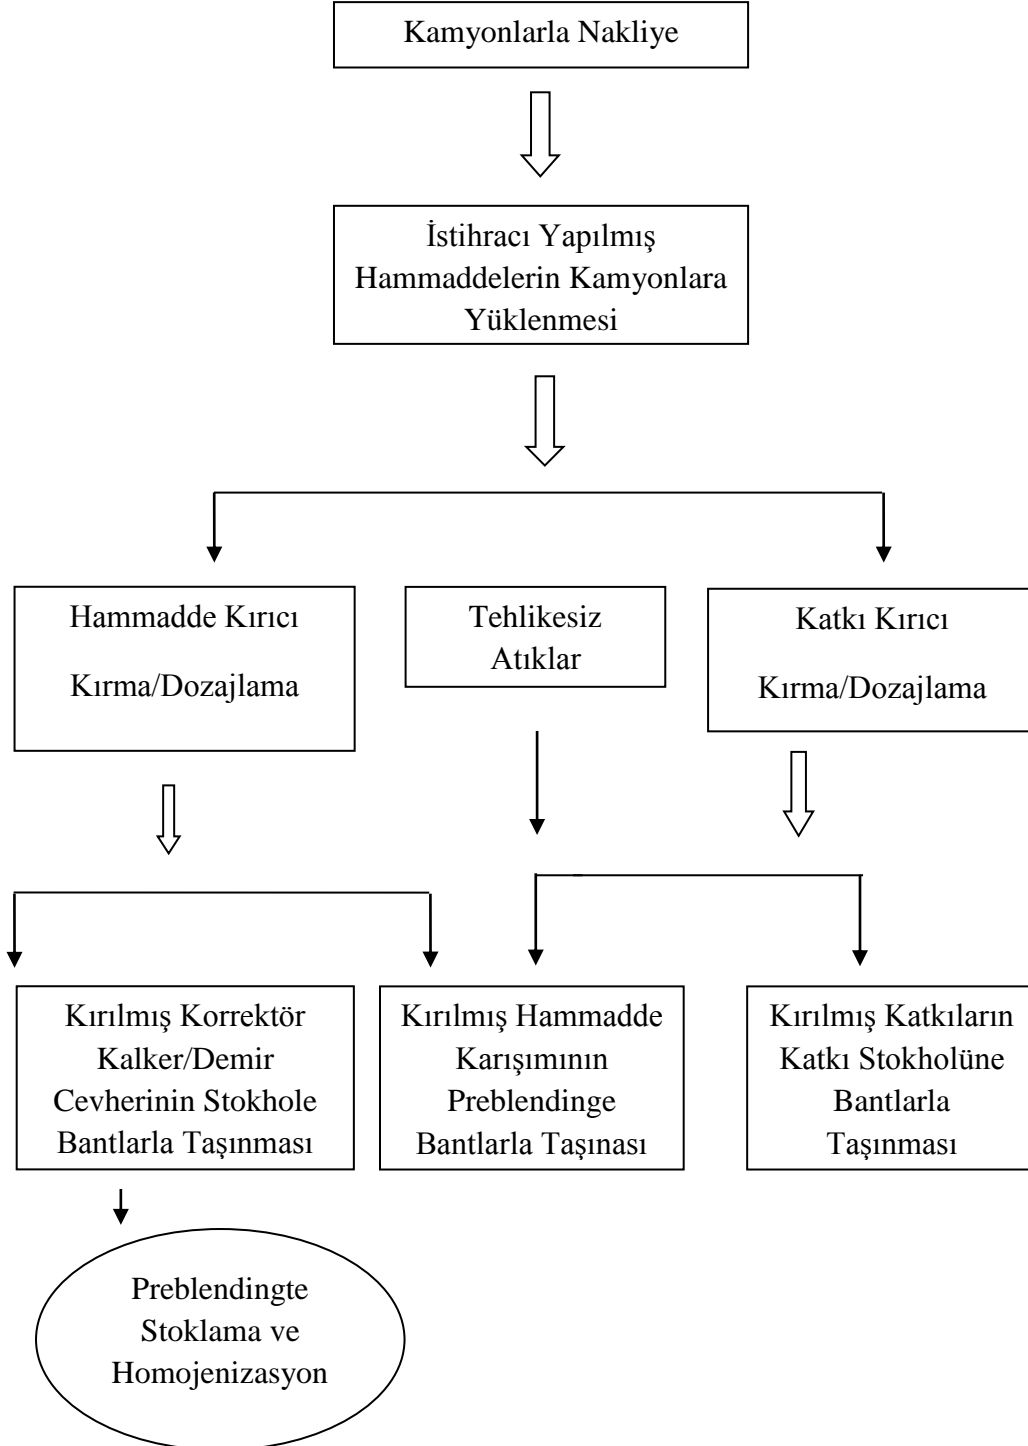 Kamyonlarla Nakliye
İstihracı Yapılmış
Hammaddelerin Kamyonlara
Yüklenmesi
Hammadde Kırıcı
Kırma/Dozajlama
Tehlikesiz
Atıklar
Katkı Kırıcı
Kırma/Dozajlama
Kırılmış Korrektör
Kalker/Demir
Cevherinin Stokhole
Bantlarla Taşınması
Kırılmış Hammadde
Karışımının
Preblendinge
Bantlarla Taşınası
Kırılmış Katkıların
Katkı Stokholüne
Bantlarla
Taşınması
Preblendingte
Stoklama ve
Homojenizasyon